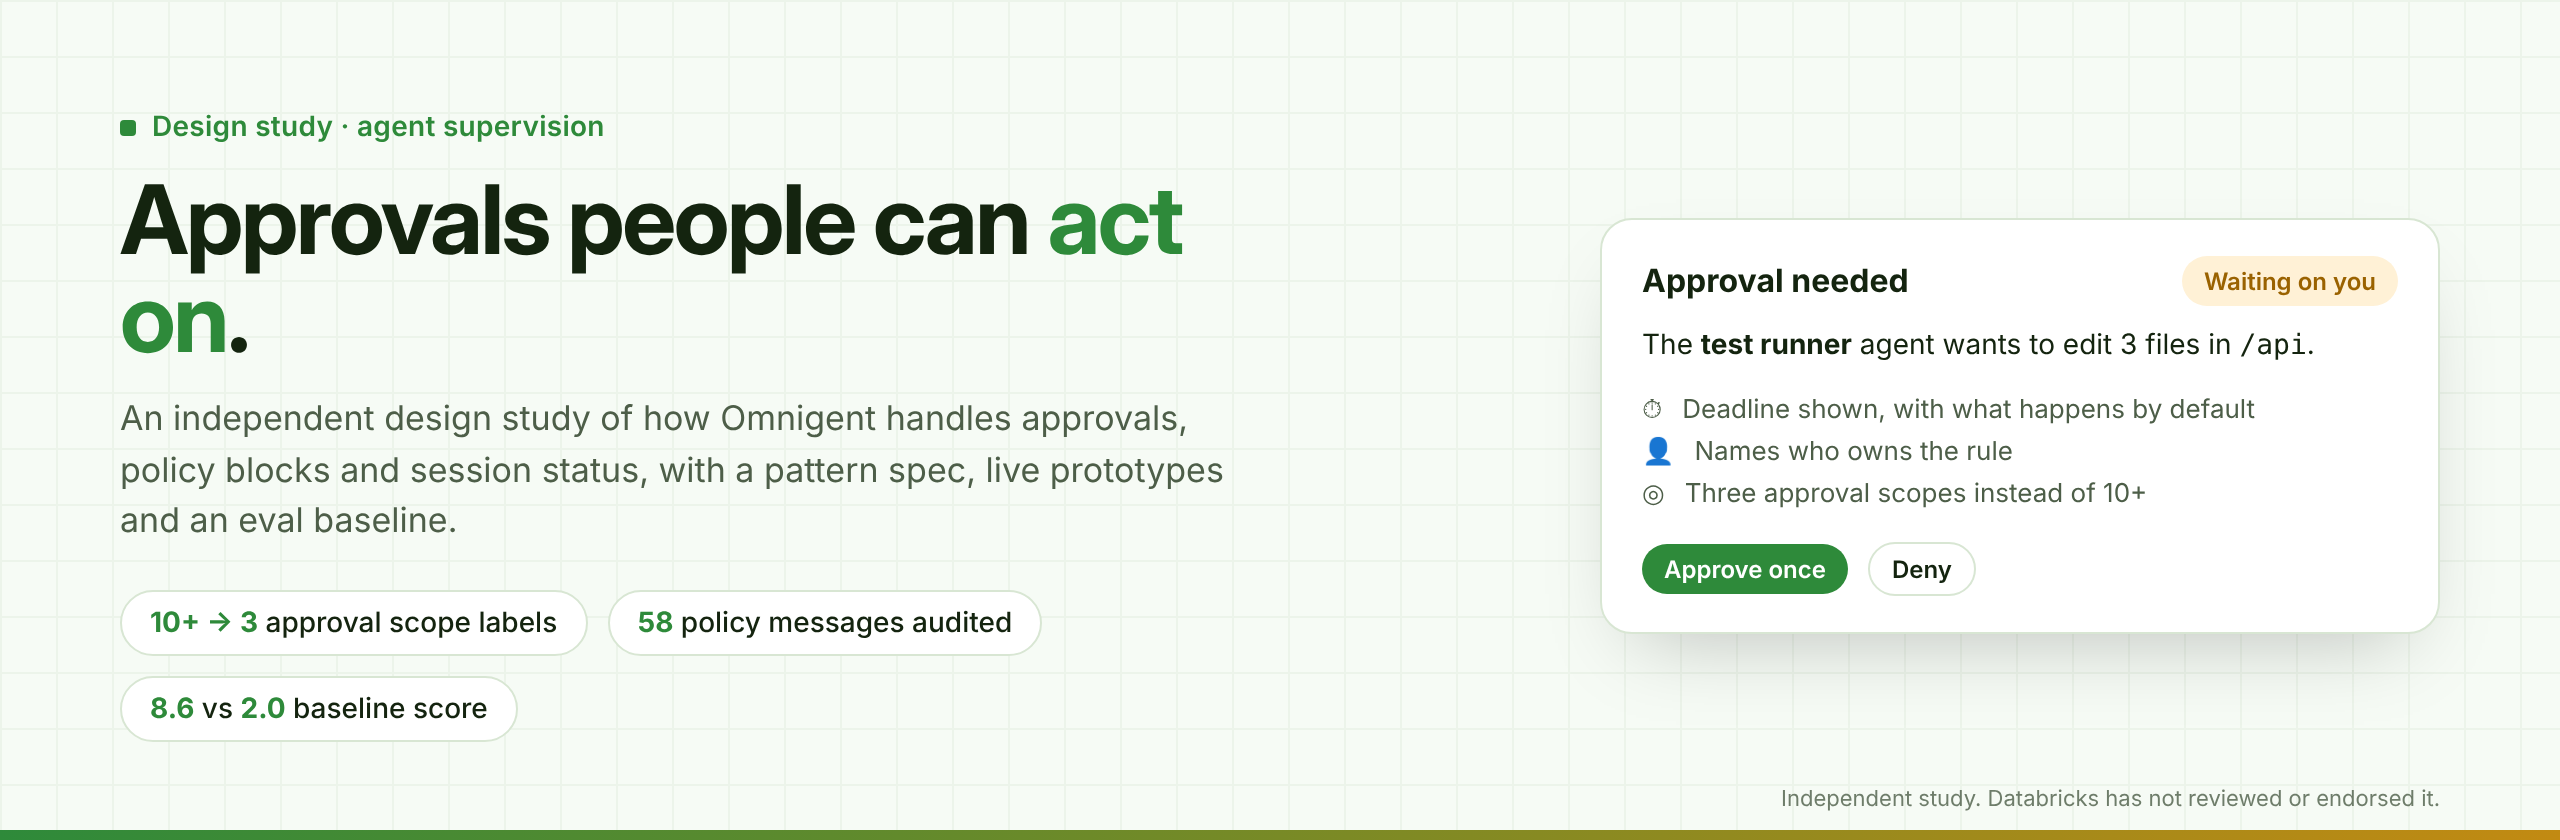 Design study · agent supervision
Approvals people can act
on.
An independent design study of how Omnigent handles approvals,
policy blocks and session status, with a pattern spec, live prototypes
and an eval baseline.
10+ → 3 approval scope labels
58 policy messages audited
8.6 vs 2.0 baseline score
Approval needed
Waiting on you
The test runner agent wants to edit 3 files in /api.
Deadline shown, with what happens by default
Names who owns the rule
Three approval scopes instead of 10+
Approve once
Deny
Independent study. Databricks has not reviewed or endorsed it.